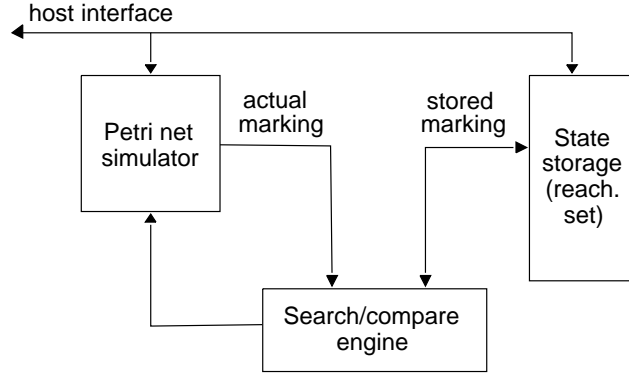 host interface
Petri net
simulator
actual
marking
stored
marking
State
storage
(reach.
set)
Search/compare
engine